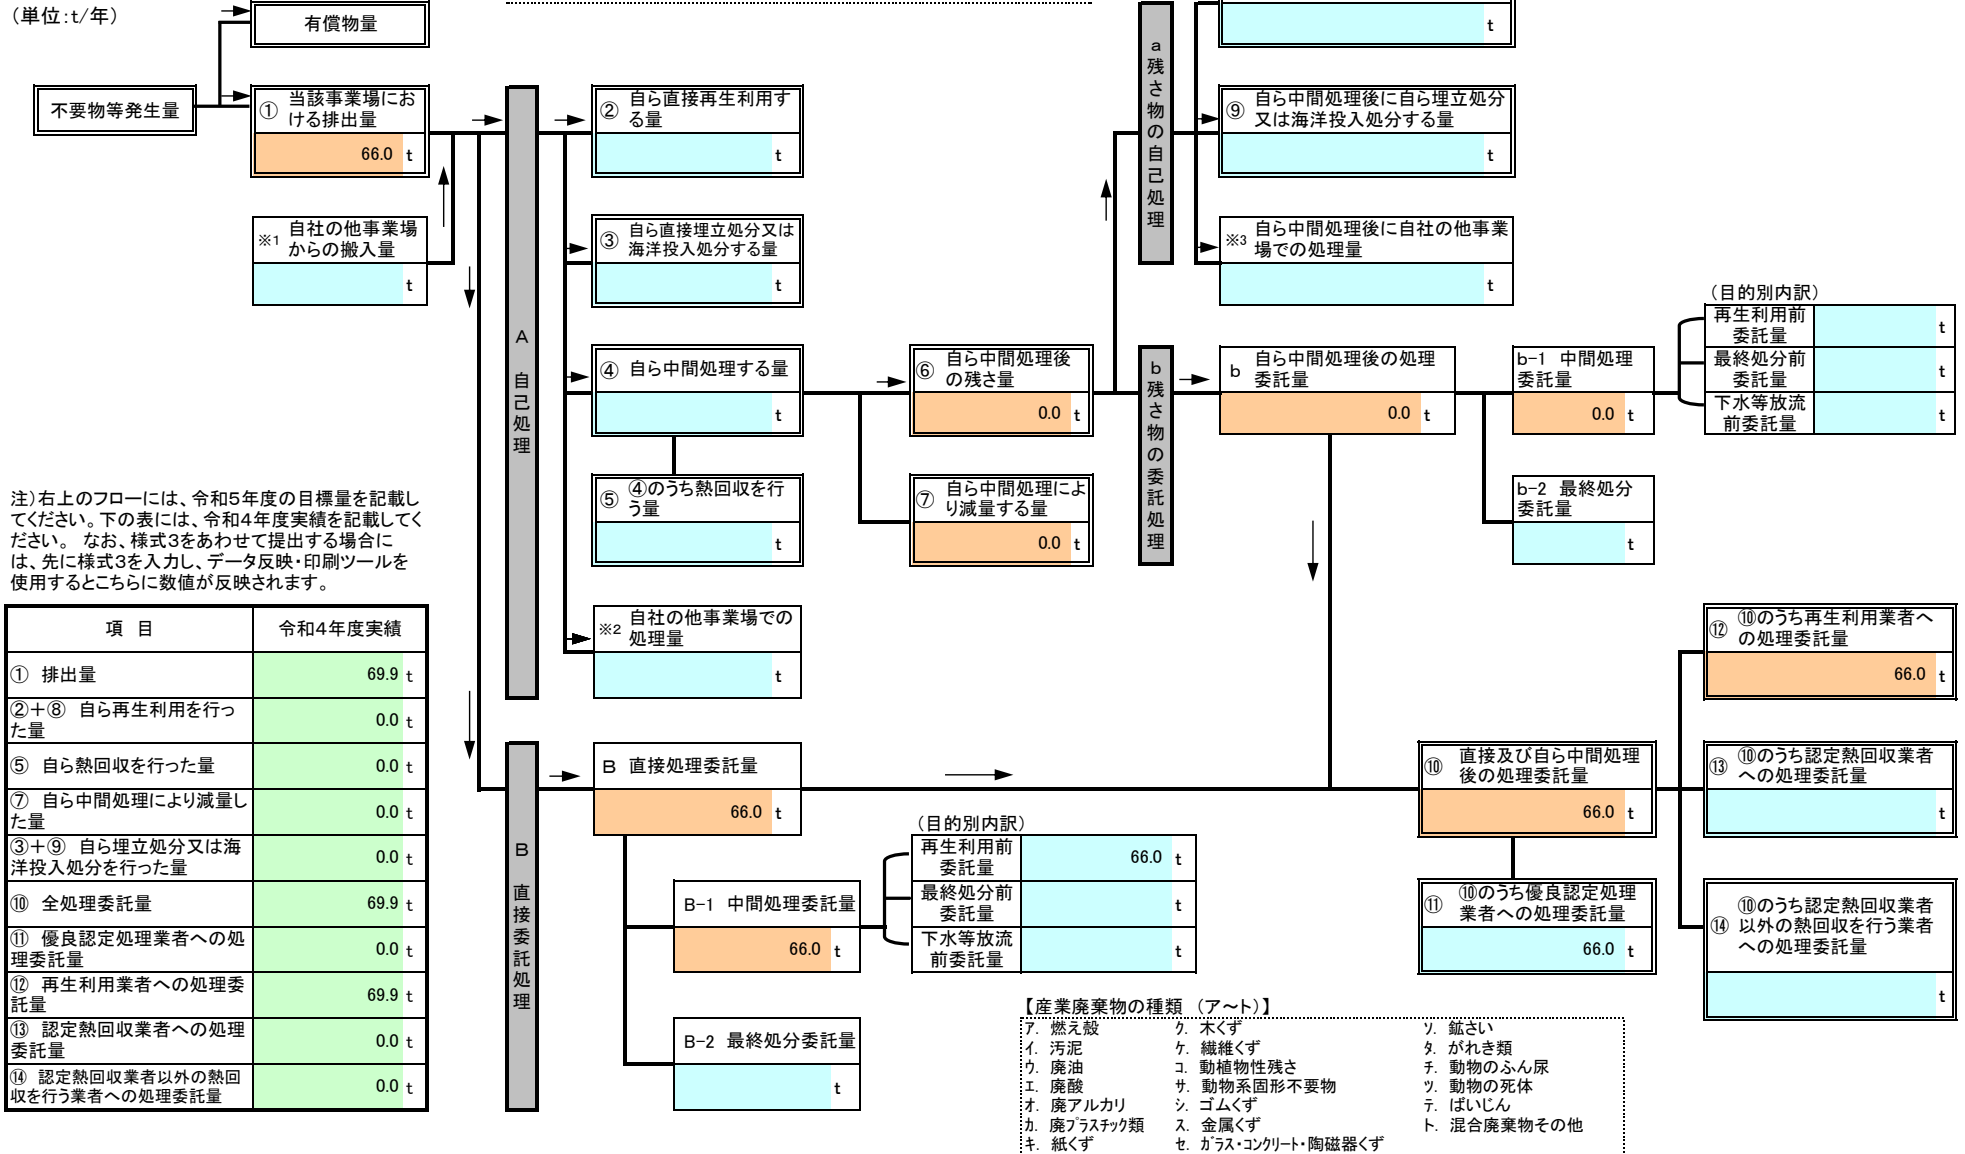 （単位：ｔ/年）
有償物量
不要物等発生量
① 当該事業場にお
ける排出量
66.0 t
※1 自社の他事業場
からの搬入量
t
A 自己処理
② 自ら直接再生利用す
る量
t
③ 自ら直接埋立処分又は
海洋投入処分する量
t
④ 自ら中間処理する量
t
⑤ ④のうち熱回収を行
う量
t
※2 自社の他事業場での
処理量
t
⑥ 自ら中間処理後
の残さ量
0.0 t
⑦ 自ら中間処理によ
り減量する量
0.0 t
a残さ物の自己処理
t
⑨ 自ら中間処理後に自ら埋立処分
又は海洋投入処分する量
t
※3 自ら中間処理後に自社の他事業
場での処理量
t
b残さ物の委託処理
b 自ら中間処理後の処理
委託量
0.0 t
b-1 中間処理
委託量
0.0 t
b-2 最終処分
委託量
t
（目的別内訳）
再生利用前
委託量 t
最終処分前
委託量 t
下水等放流
前委託量 t
注）右上のフローには、令和５年度の目標量を記載し
てください。下の表には、令和４年度実績を記載してく
ださい。 なお、様式３をあわせて提出する場合に
は、先に様式３を入力し、データ反映・印刷ツールを
使用するとこちらに数値が反映されます。
項 目 令和４年度実績
① 排出量 69.9 t
②＋⑧ 自ら再生利用を行っ
た量 0.0 t
⑤ 自ら熱回収を行った量 0.0 t
⑦ 自ら中間処理により減量し
た量 0.0 t
③＋⑨ 自ら埋立処分又は海
洋投入処分を行った量 0.0 t
⑩ 全処理委託量 69.9 t
⑪ 優良認定処理業者への処
理委託量 0.0 t
⑫ 再生利用業者への処理委
託量 69.9 t
⑬ 認定熱回収業者への処理
委託量 0.0 t
⑭ 認定熱回収業者以外の熱回
収を行う業者への処理委託量 0.0 t
B 直接委託処理
B 直接処理委託量
66.0 t
B-1 中間処理委託量
66.0 t
B-2 最終処分委託量
t
（目的別内訳）
再生利用前
委託量 66.0 t
最終処分前
委託量 t
下水等放流
前委託量 t
⑩ 直接及び自ら中間処理
後の処理委託量
66.0 t
⑪ ⑩のうち優良認定処理
業者への処理委託量
66.0 t
⑫ ⑩のうち再生利用業者へ
の処理委託量
66.0 t
⑬ ⑩のうち認定熱回収業者
への処理委託量
t
⑭ ⑩のうち認定熱回収業者
以外の熱回収を行う業者
への処理委託量
t
【産業廃棄物の種類 （ア～ト）】
ア. 燃え殻 ク. 木くず ソ. 鉱さい
イ. 汚泥 ケ. 繊維くず タ. がれき類
ウ. 廃油 コ. 動植物性残さ チ. 動物のふん尿
エ. 廃酸 サ. 動物系固形不要物 ツ. 動物の死体
オ. 廃アルカリ シ. ゴムくず テ. ばいじん
カ. 廃プラスチック類 ス. 金属くず ト. 混合廃棄物その他
キ. 紙くず セ. ガラス・コンクリート・陶磁器くず